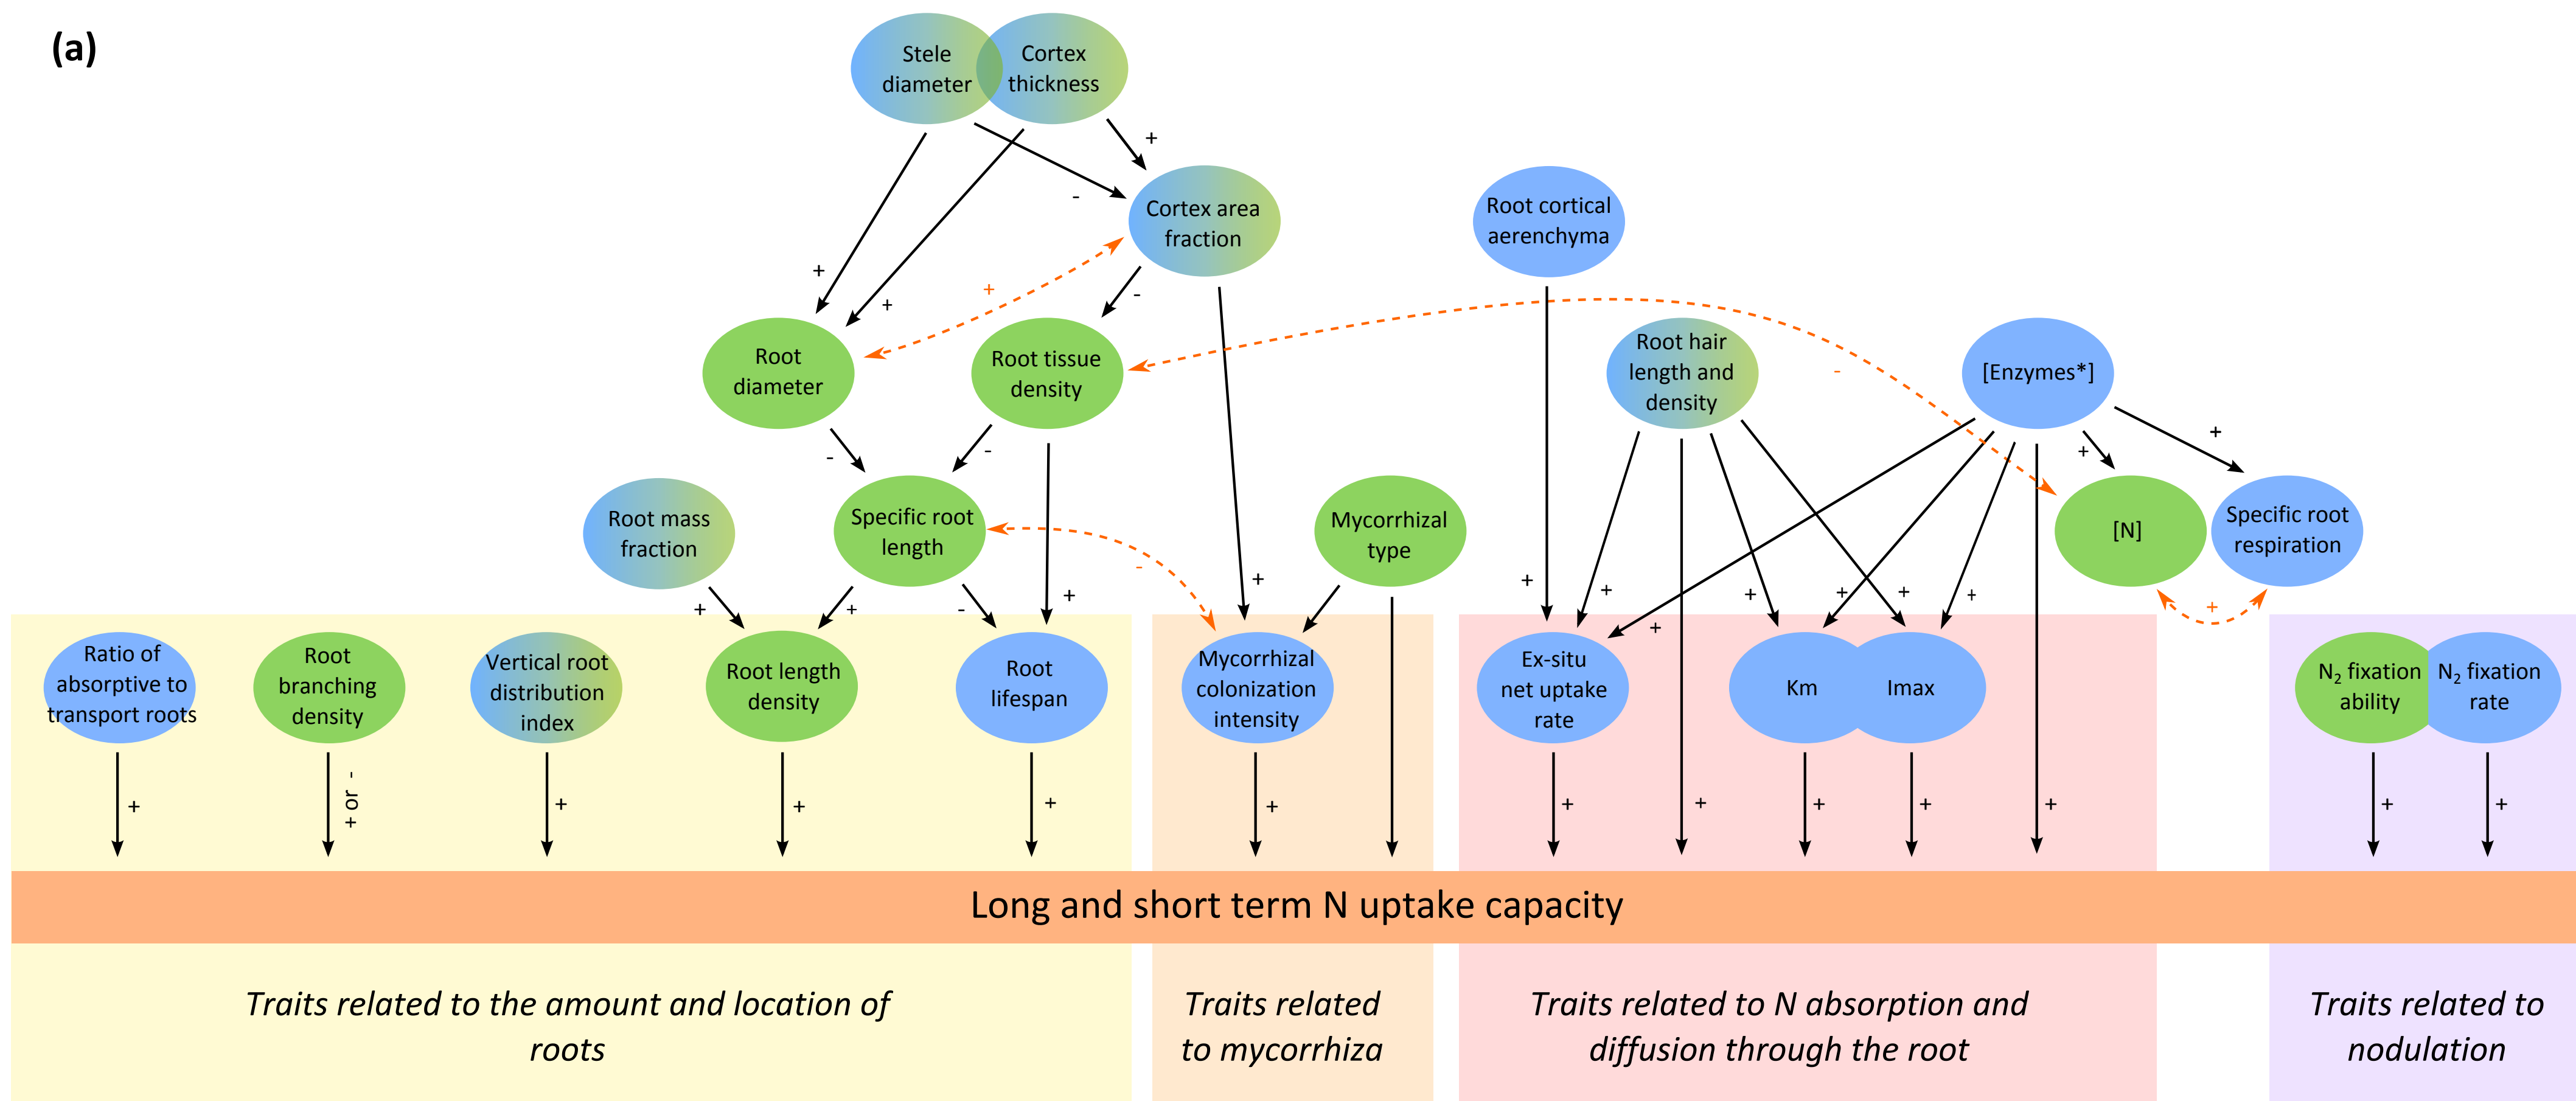 (a)
Stele
diameter
Cortex
thickness
+
-
Cortex area
fraction
Root cortical
aerenchyma
+
+
+
-
Root
diameter
Root tissue
density
Root hair
length and
density
[Enzymes*]
-
-
-
+
+
Root mass
fraction
Specific root
length
Mycorrhizal
type
[N]
Specific root
respiration
-
+
+
-
+
+
+
+
+
+
+
+
+
+
Ratio of
absorptive to
transport roots
Root
branching
density
Vertical root
distribution
index
Root length
density
Root
lifespan
Mycorrhizal
colonization
intensity
Ex-situ
net uptake
rate
Km
Imax
N2 fixation
ability
N2 fixation
rate
+
+ or -
+
+
+
+
+
+
+
+
+
+
+
Long and short term N uptake capacity
Traits related to the amount and location of
roots
Traits related
to mycorrhiza
Traits related to N absorption and
diffusion through the root
Traits related to
nodulation